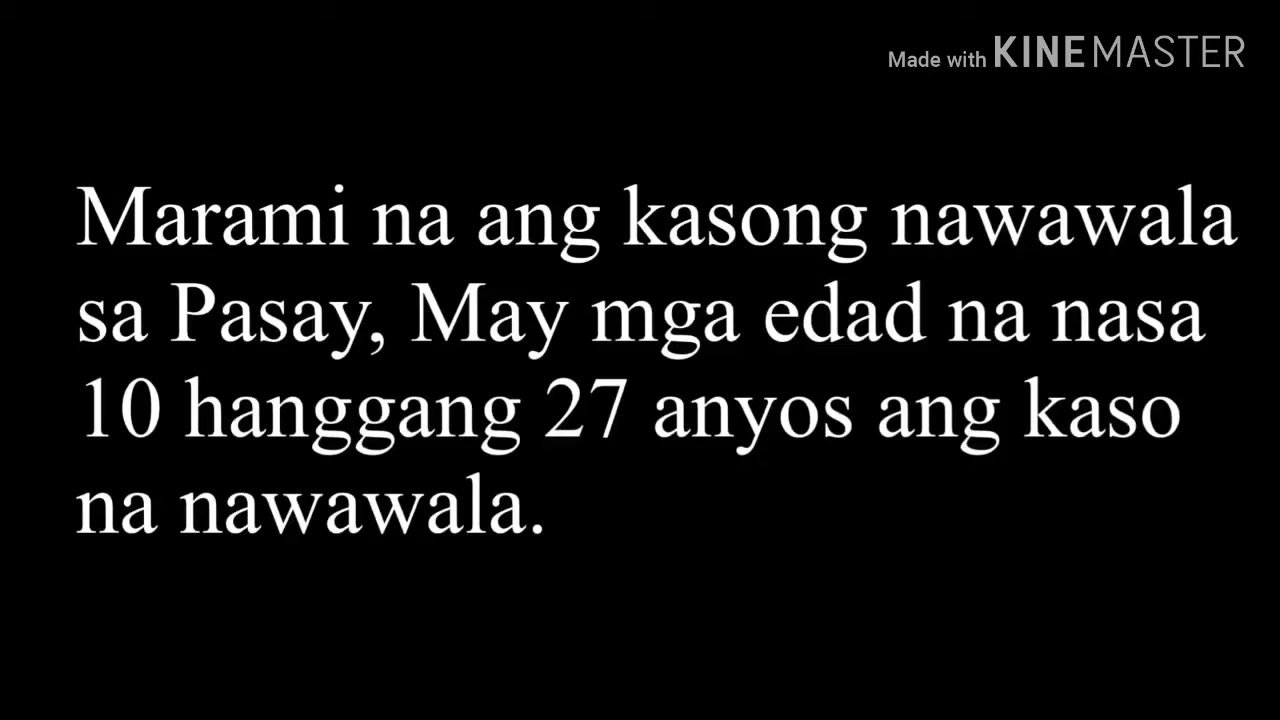 Made with KINEMASTER
Marami na ang kasong nawawala
sa Pasay, May mga edad na nasa
10 hanggang 27 anyos ang kaso
na nawawala.